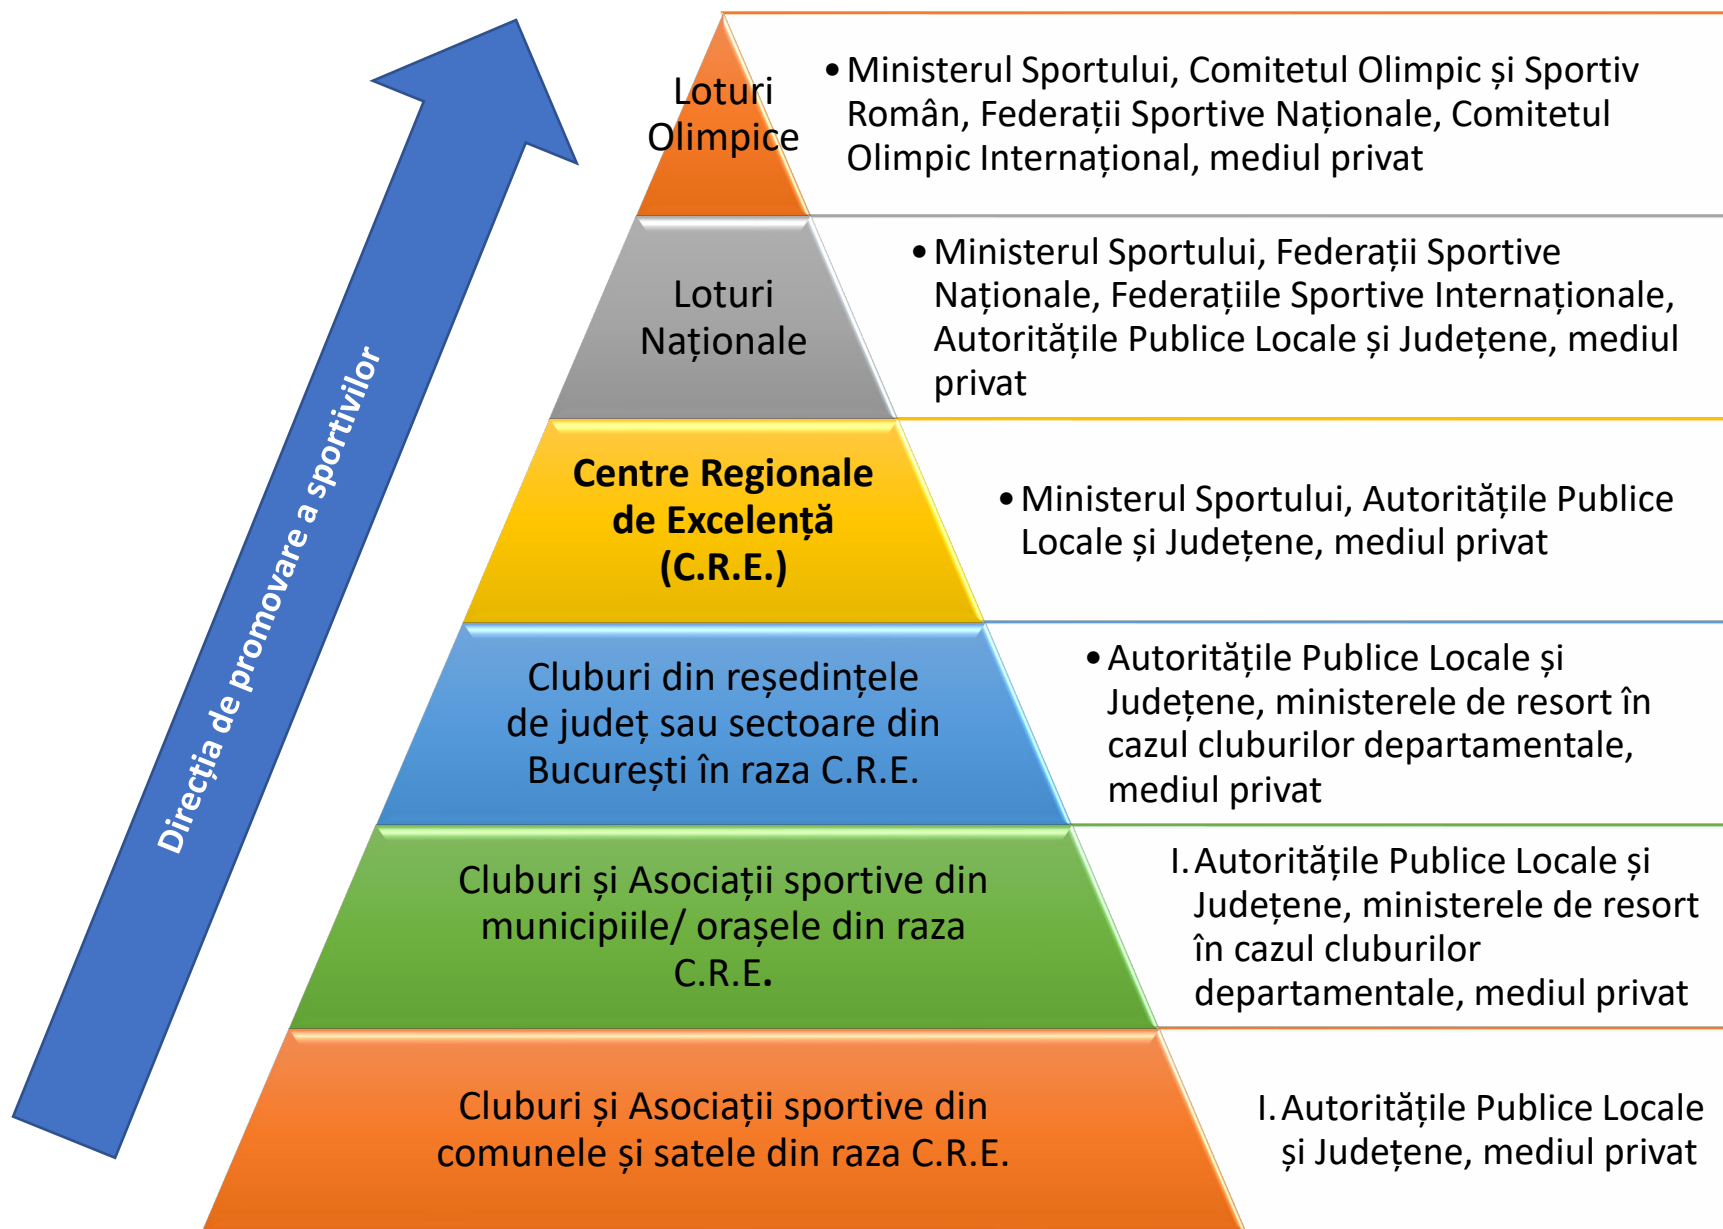 Direcția de promovare a sportivilor
Loturi
Olimpice
•Ministerul Sportului, Comitetul Olimpic și Sportiv
Român, Federații Sportive Naționale, Comitetul
Olimpic Internațional, mediul privat
Loturi
Naționale
•Ministerul Sportului, Federații Sportive
Naționale, Federațiile Sportive Internaționale,
Autoritățile Publice Locale și Județene, mediul
privat
Centre Regionale
de Excelență
(C.R.E.)
•Ministerul Sportului, Autoritățile Publice
Locale și Județene, mediul privat
Cluburi din reședințele
de județ sau sectoare din
București în raza C.R.E.
•Autoritățile Publice Locale și
Județene, ministerele de resort în
cazul cluburilor departamentale,
mediul privat
Cluburi și Asociații sportive din
municipiile/ orașele din raza
C.R.E.
I. Autoritățile Publice Locale și
Județene, ministerele de resort
în cazul cluburilor
departamentale, mediul privat
Cluburi și Asociații sportive din
comunele și satele din raza C.R.E.
I. Autoritățile Publice Locale
și Județene, mediul privat